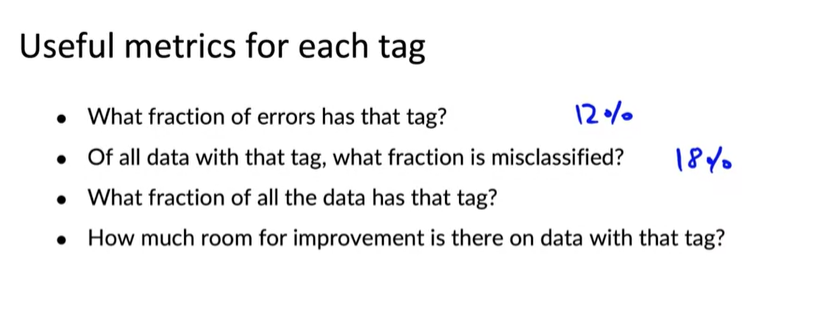 Useful metrics for each tag
• What fraction of errors has that tag? 12%
• Of all data with that tag, what fraction is misclassified? 18%
• What fraction of all the data has that tag?
• How much room for improvement is there on data with that tag?